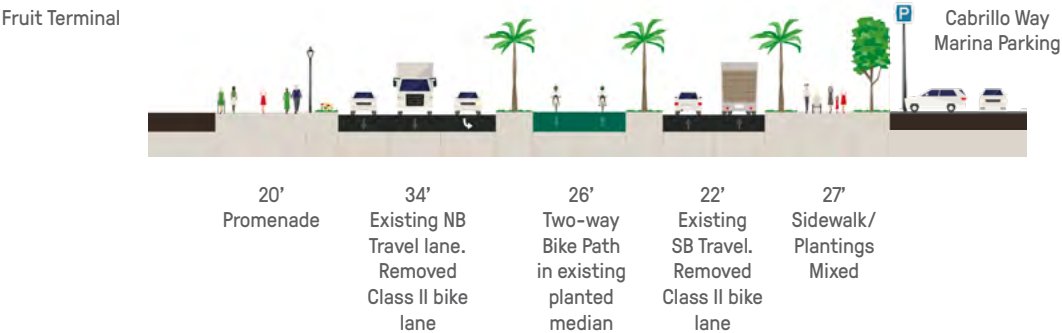 Fruit Terminal
P
Cabrillo Way
Marina Parking
20’
Promenade
34’
Existing NB
Travel lane.
Removed
Class II bike
lane
26’
Two-way
Bike Path
in existing
planted
median
22’
Existing
SB Travel.
Removed
Class II bike
lane
27’
Sidewalk/
Plantings
Mixed